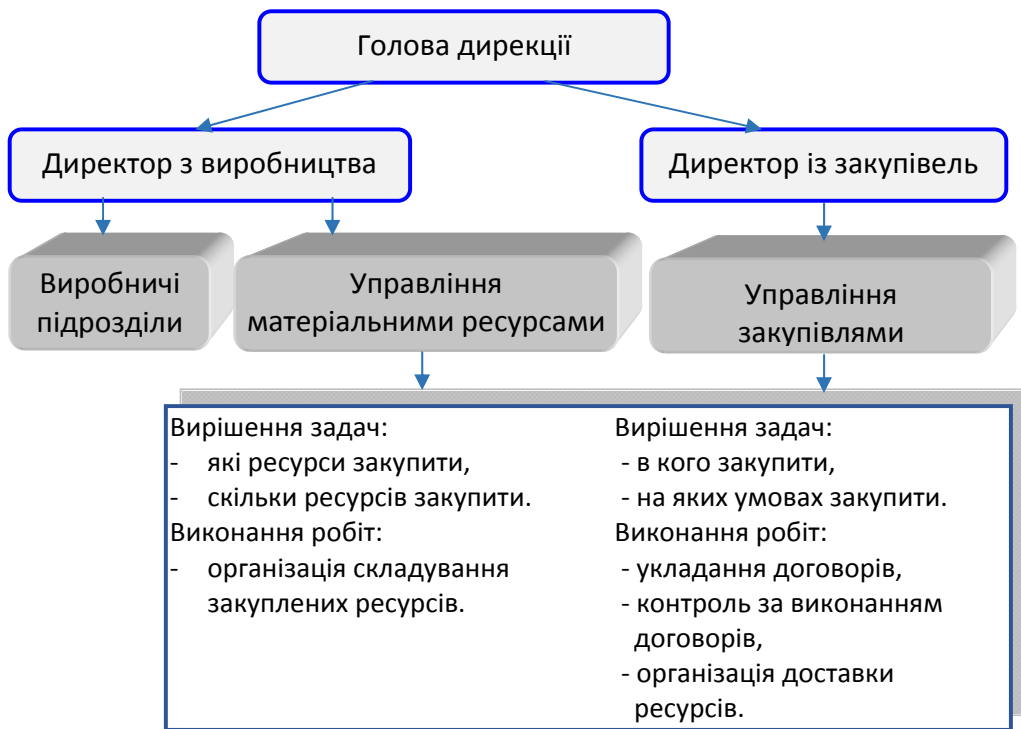 Голова дирекції
Директор з виробництва
Директор із закупівель
Виробничі
підрозділи
Управління
матеріальними ресурсами
Управління
закупівлями
Вирішення задач:
- які ресурси закупити,
- скільки ресурсів закупити.
Виконання робіт:
- організація складування
закуплених ресурсів.
Вирішення задач:
- в кого закупити,
- на яких умовах закупити.
Виконання робіт:
- укладання договорів,
- контроль за виконанням
договорів,
- організація доставки
ресурсів.